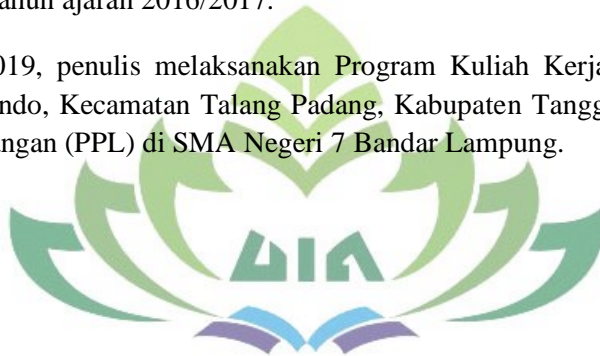 ahun ajaran 2016/2017.
019, penulis melaksanakan Program Kuliah Kerja
ndo, Kecamatan Talang Padang, Kabupaten Tangg
ngan (PPL) di SMA Negeri 7 Bandar Lampung.
UIN